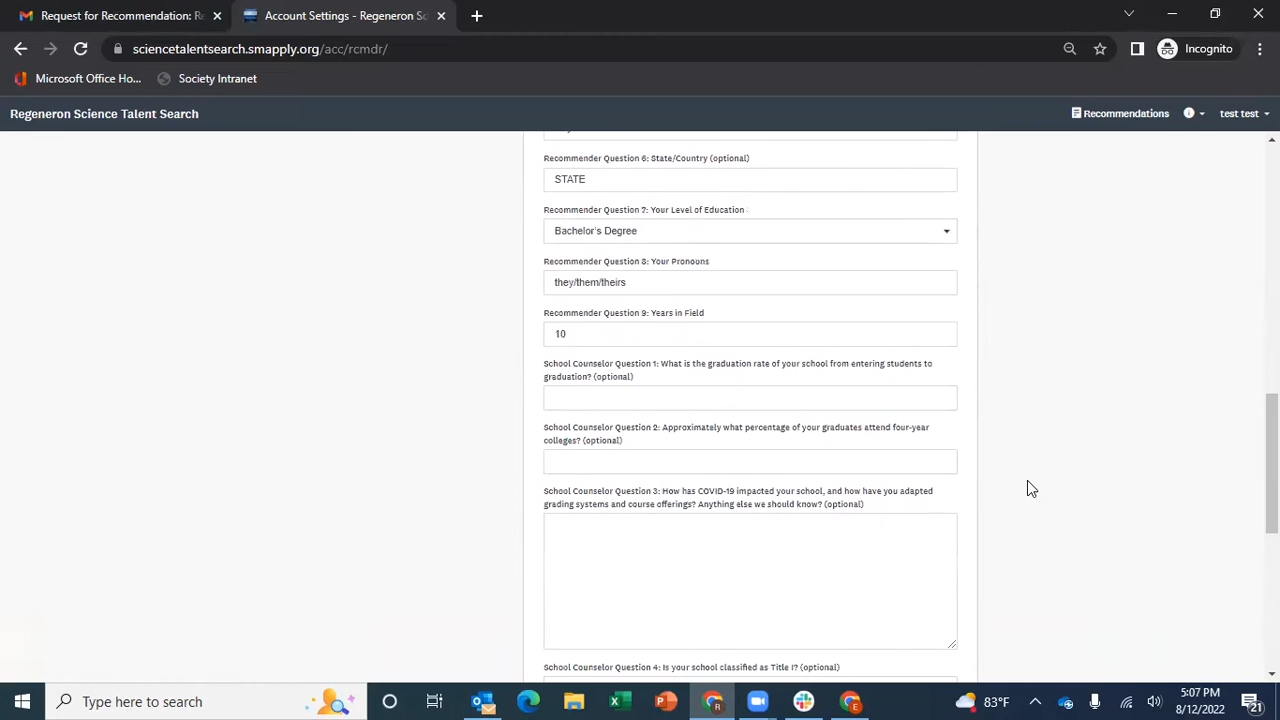 Request for Recommendation: Re
Account Settings - Regeneron Sc
sciencetalentsearch.smapply.org/acc/rcmdr/
Incognito
Microsoft Office Ho...
Society Intranet
Regeneron Science Talent Search
Recommendations
test test
Recommender Question 6: State/Country (optional)
STATE
Recommender Question 7: Your Level of Education
Bachelor's Degree
Recommender Question 8: Your Pronouns
they/them/theirs
Recommender Question 9: Years in Field
10
School Counselor Question 1: What is the graduation rate of your school from entering students to
graduation? (optional)
School Counselor Question 2: Approximately what percentage of your graduates attend four-year
colleges? (optional)
School Counselor Question 3: How has COVID-19 impacted your school, and how have you adapted
grading systems and course offerings? Anything else we should know? (optional)
School Counselor Question 4: Is your school classified as Title I? (optional)
Type here to search
83°F
5:07 PM
8/12/2022
21